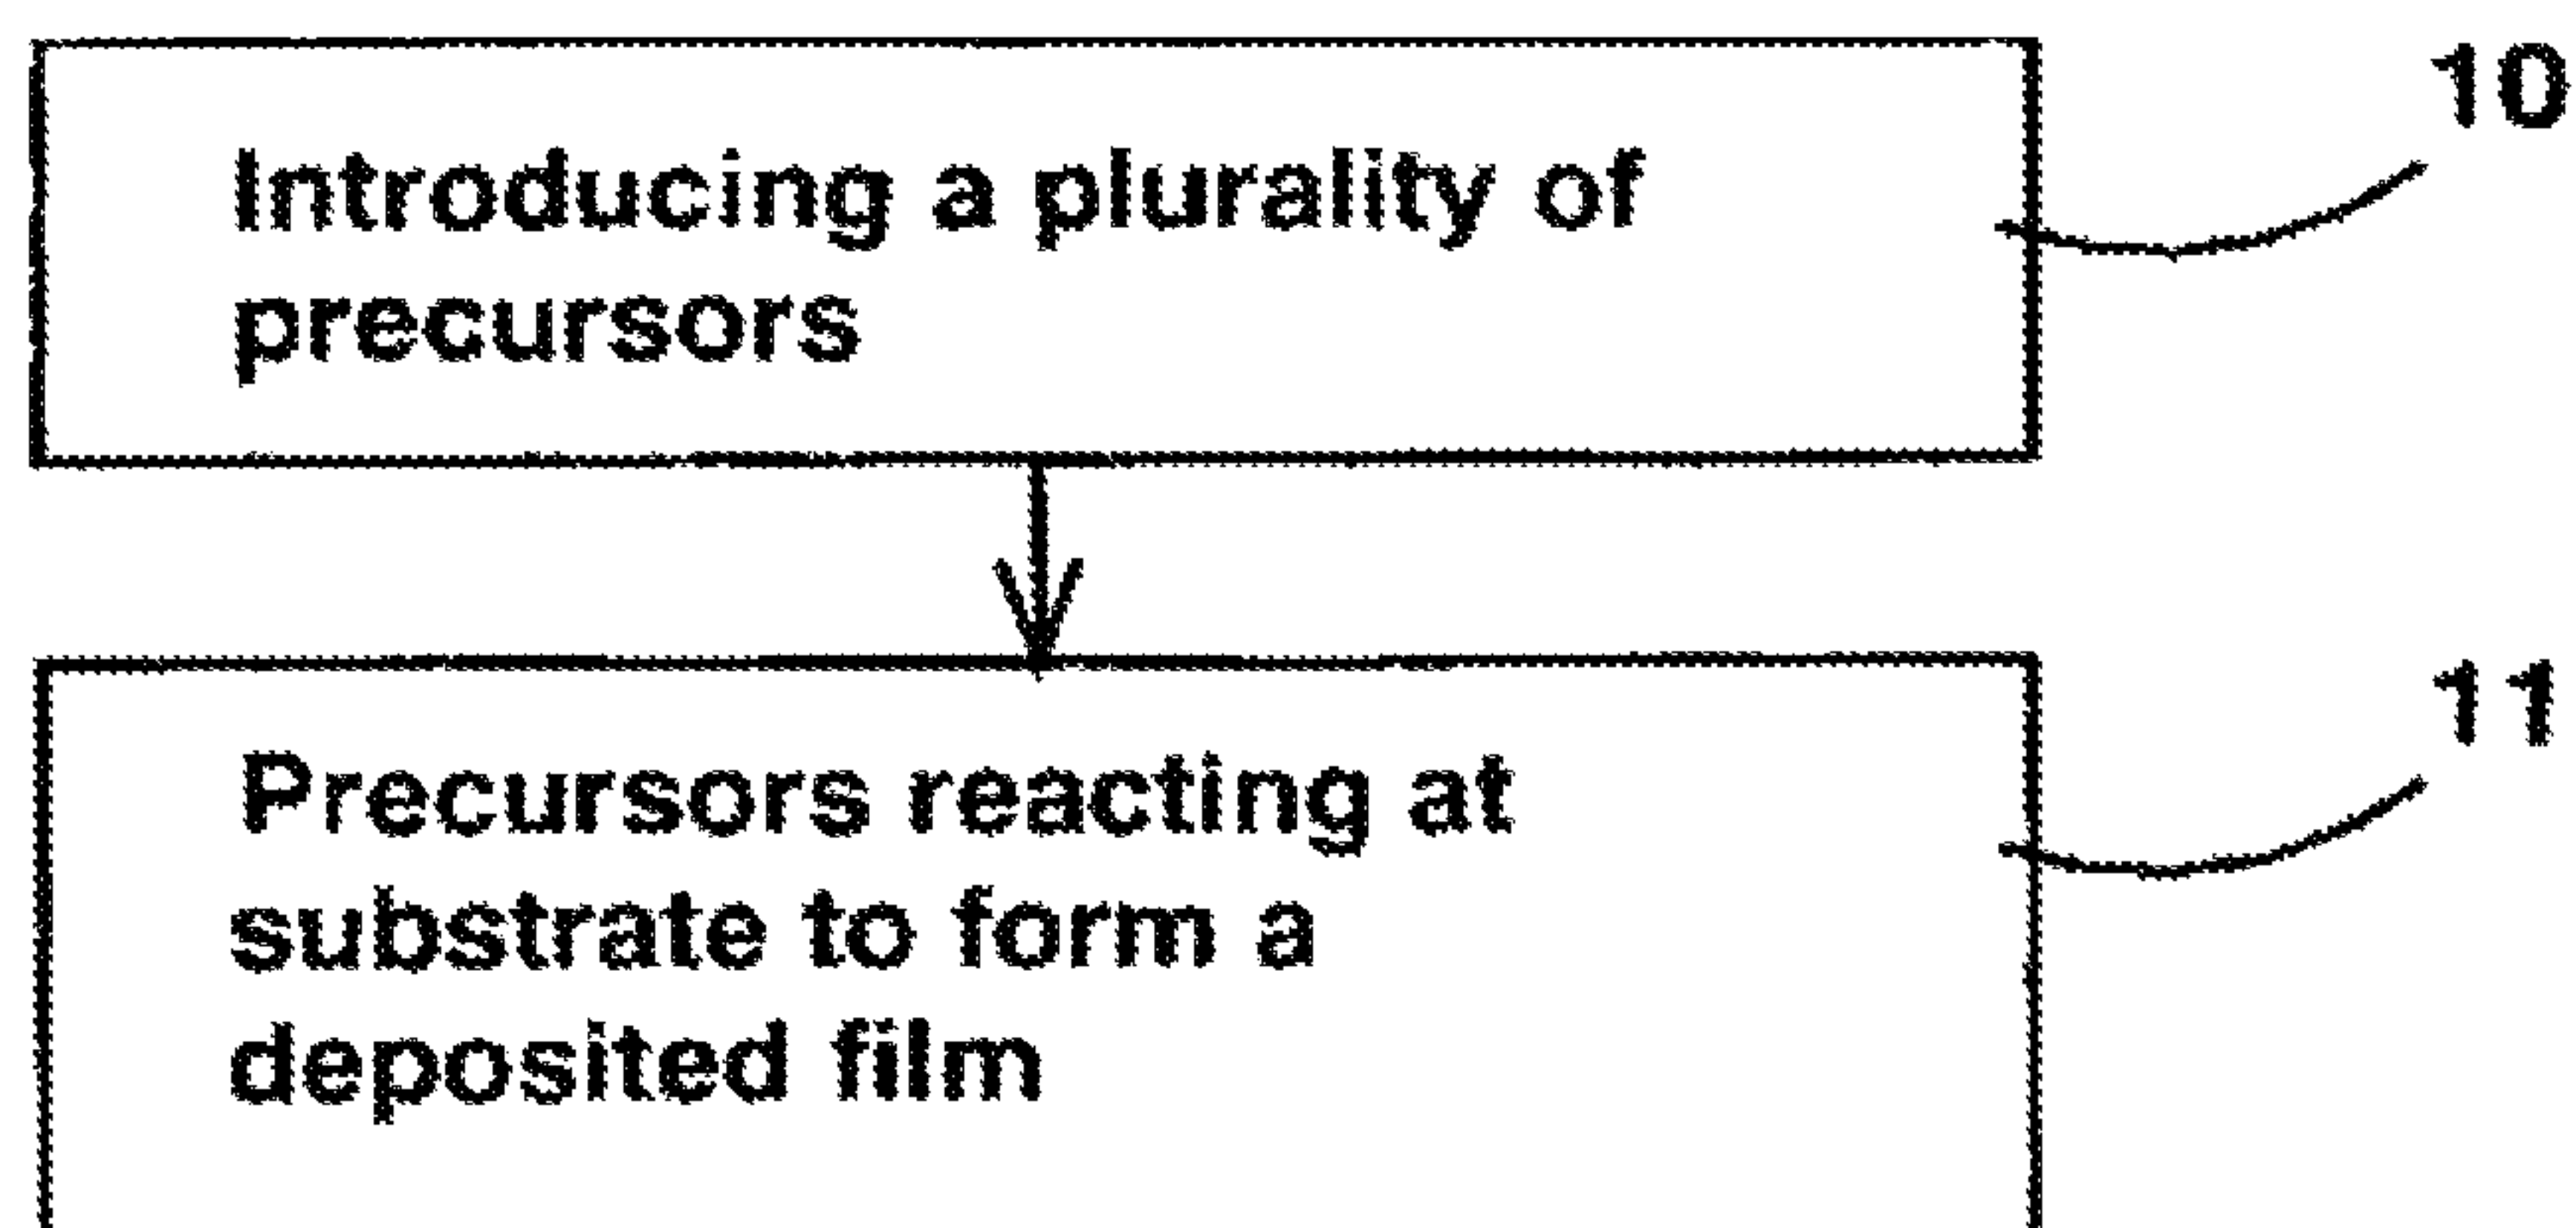 10
Introducing a plurality of
precursors
11
Precursors reacting at
substrate to form a
deposited film